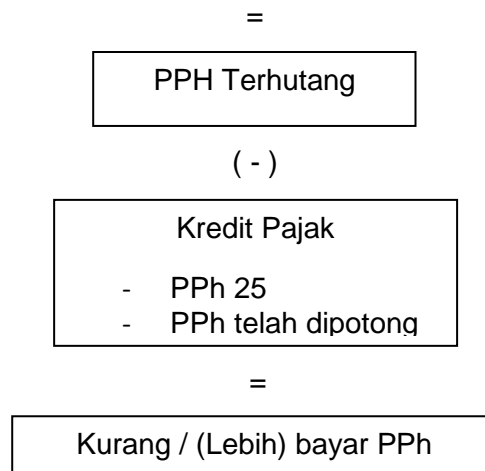 =
PPH Terhutang
( - )
Kredit Pajak
- PPh 25
- PPh telah dipotong
=
Kurang / (Lebih) bayar PPh